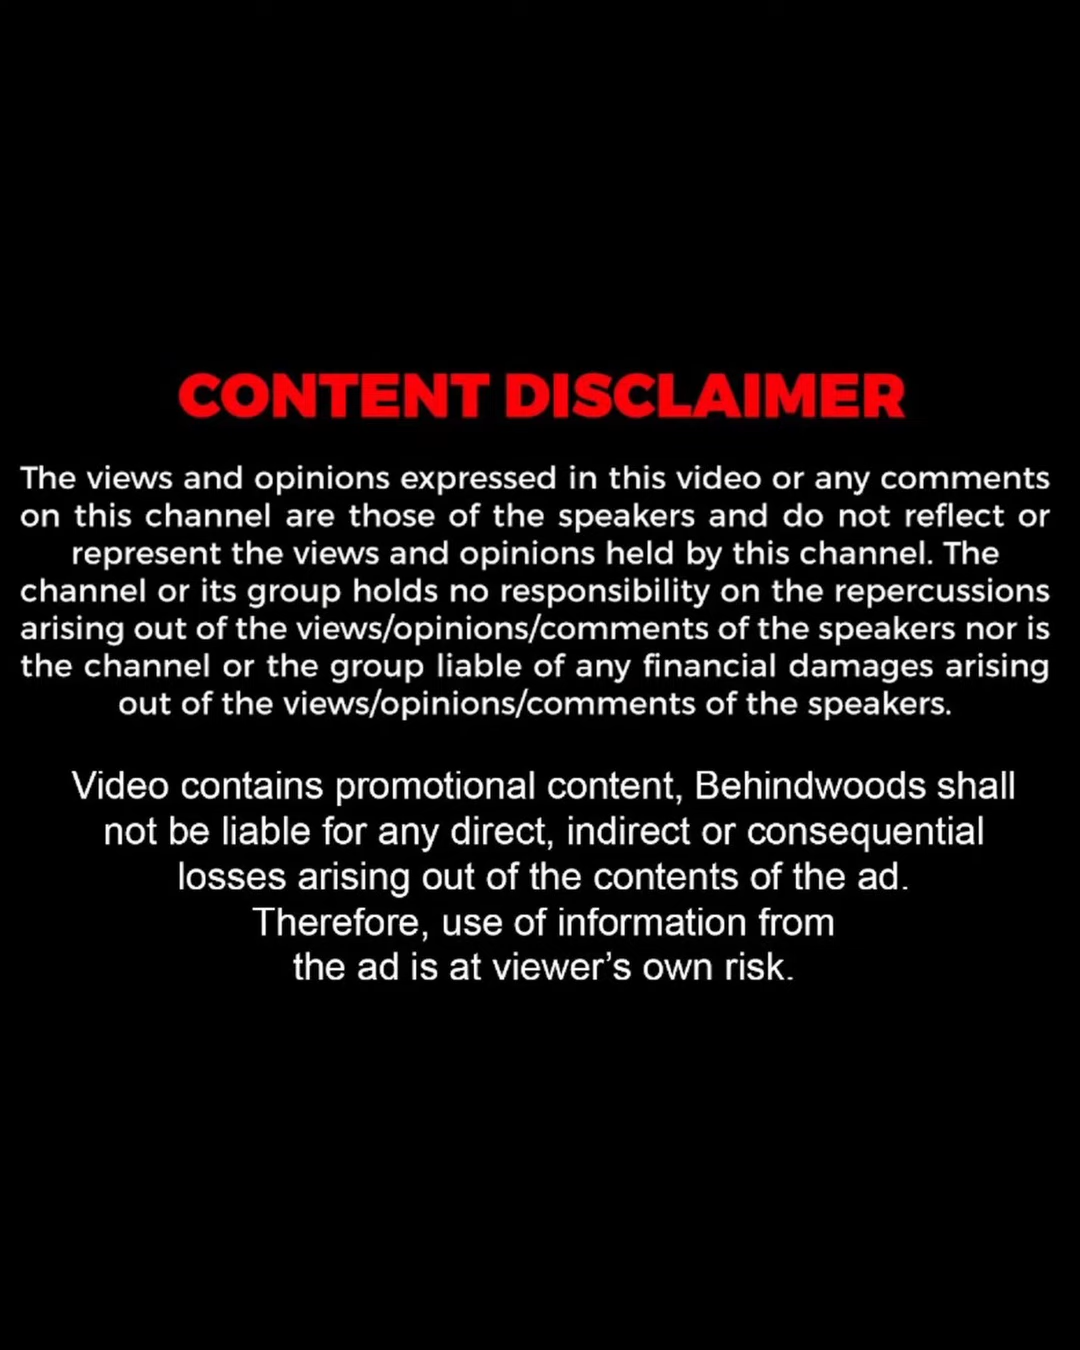 CONTENT DISCLAIMER
The views and opinions expressed in this video or any comments
on this channel are those of the speakers and do not reflect or
represent the views and opinions held by this channel. The
channel or its group holds no responsibility on the repercussions
arising out of the views/opinions/comments of the speakers nor is
the channel or the group liable of any financial damages arising
out of the views/opinions/comments of the speakers.
Video contains promotional content, Behindwoods shall
not be liable for any direct, indirect or consequential
losses arising out of the contents of the ad.
Therefore, use of information from
the ad is at viewer’s own risk.